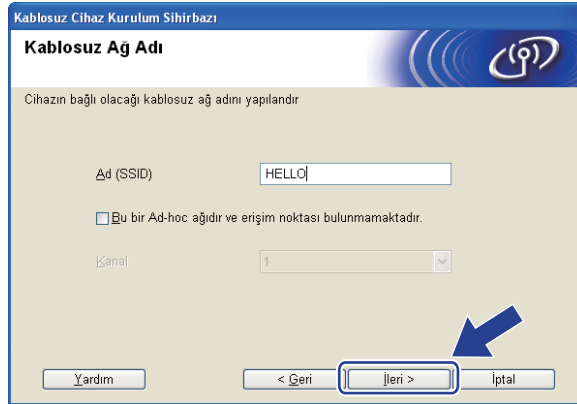 Kablosuz Cihaz Kurulum Sihirbazı
Kablosuz Ağ Adı
Cihazın bağlı olacağı kablosuz ağ adını yapılandır
Ad (SSID) HELLO
Bu bir Ad-hoc ağıdır ve erişim noktası bulunmamaktadır.
Kanal 1
Yardım < Geri İleri > İptal